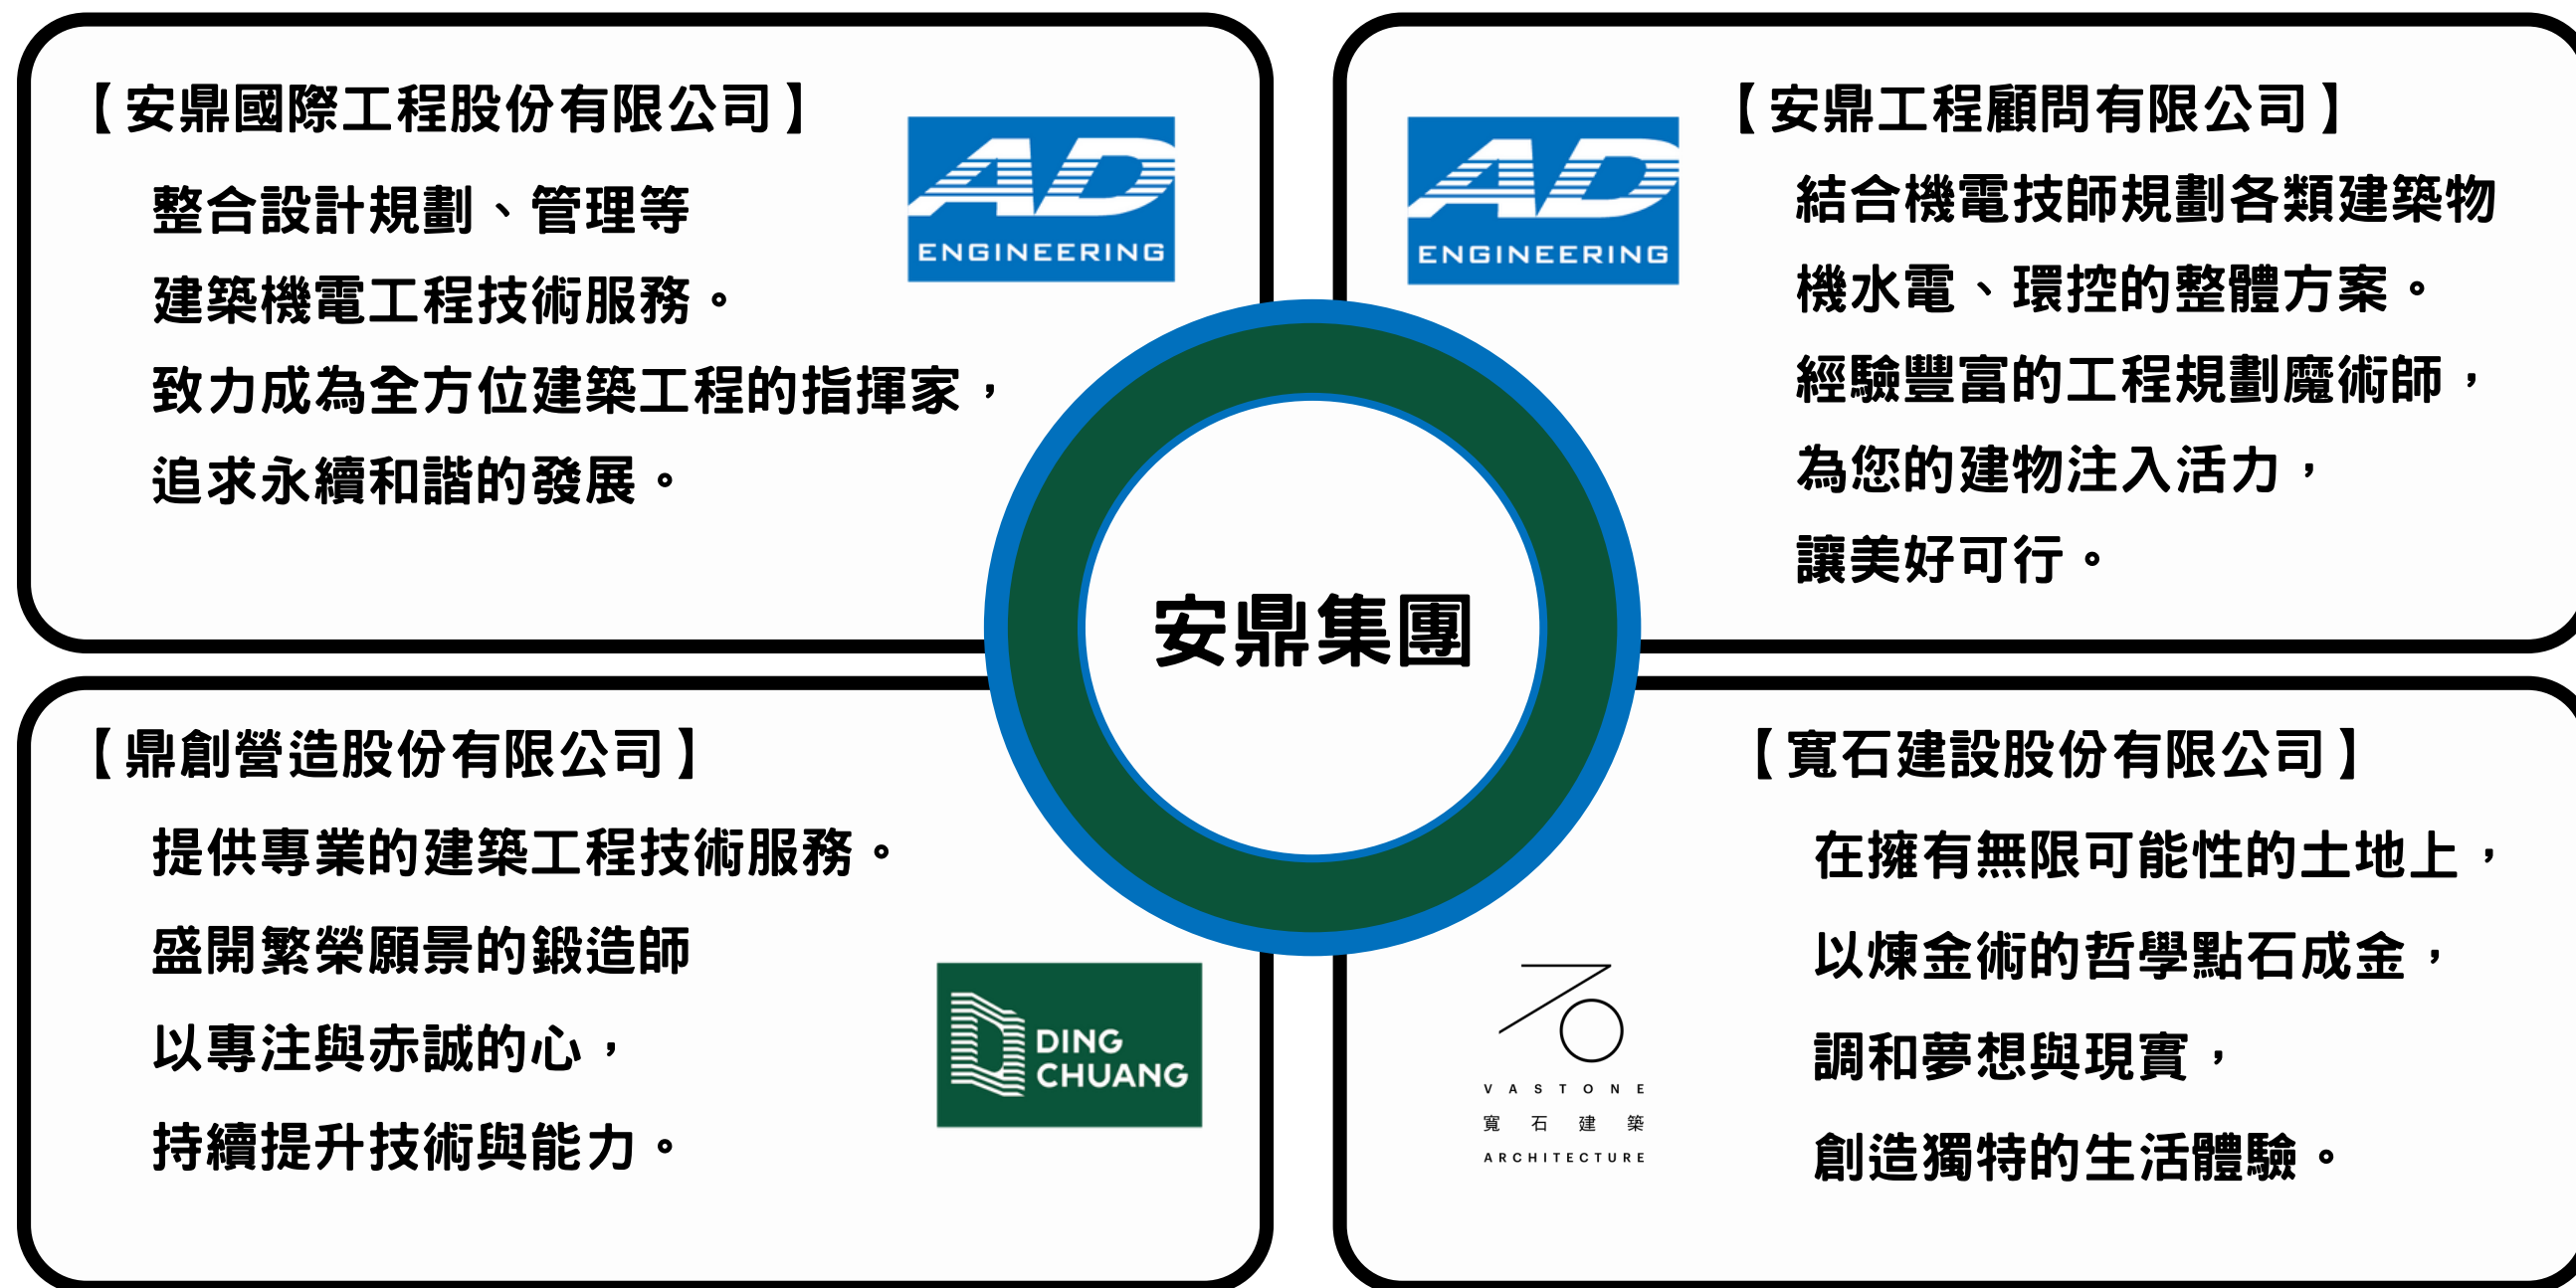 【安鼎國際工程股份有限公司】
整合設計規劃、管理等
建築機電工程技術服務。
致力成為全方位建築工程的指揮家，
追求永續和諧的發展。
AD
ENGINEERING
【安鼎工程顧問有限公司】
結合機電技師規劃各類建築物
機水電、環控的整體方案。
經驗豐富的工程規劃魔術師，
為您的建物注入活力，
讓美好可行。
AD
ENGINEERING
安鼎集團
【鼎創營造股份有限公司】
提供專業的建築工程技術服務。
盛開繁榮願景的鍛造師
以專注與赤誠的心，
持續提升技術與能力。
DING
CHUANG
【寬石建設股份有限公司】
在擁有無限可能性的土地上，
以煉金術的哲學點石成金，
調和夢想與現實，
創造獨特的生活體驗。
VASTONE
寬石建築
ARCHITECTURE